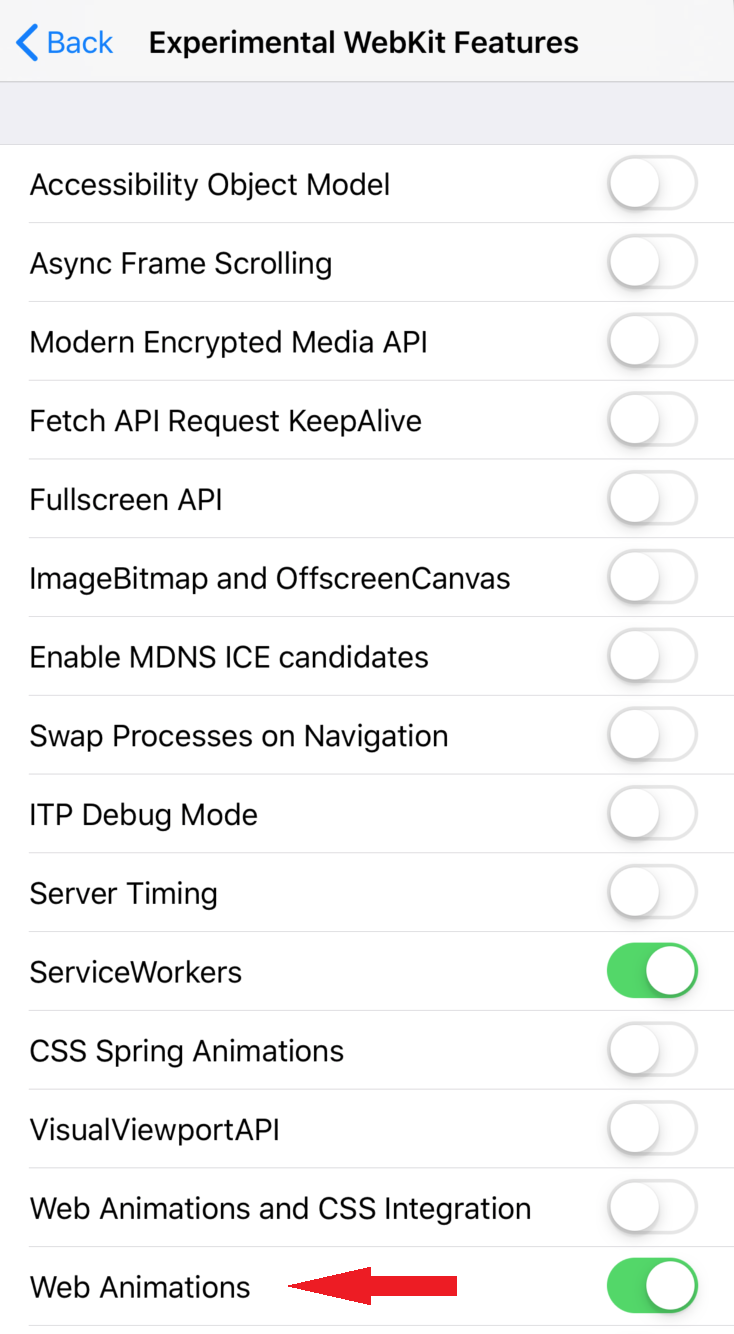 Back Experimental WebKit Features
Accessibility Object Model
Async Frame Scrolling
Modern Encrypted Media API
Fetch API Request KeepAlive
Fullscreen API
ImageBitmap and OffscreenCanvas
Enable MDNS ICE candidates
Swap Processes on Navigation
ITP Debug Mode
Server Timing
ServiceWorkers
CSS Spring Animations
VisualViewportAPI
Web Animations and CSS Integration
Web Animations